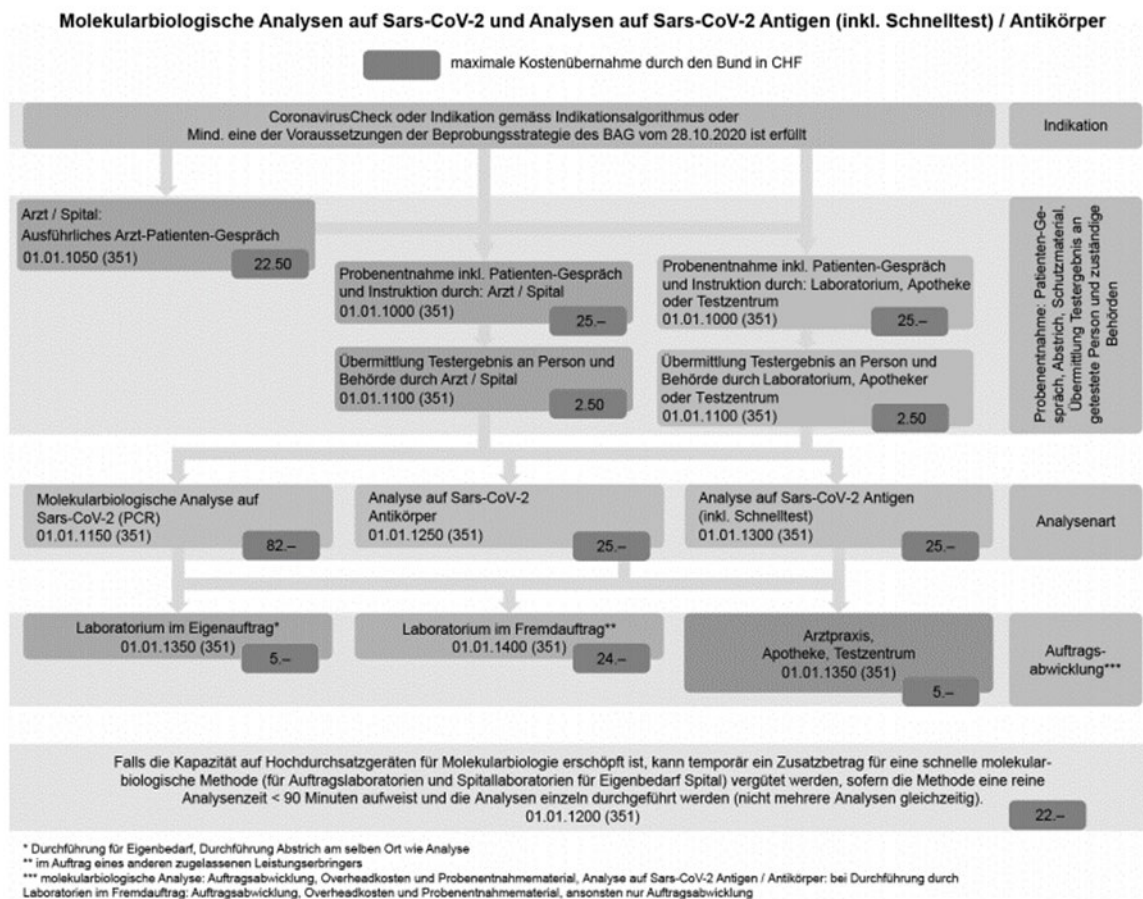 Molekularbiologische Analysen auf Sars-CoV-2 und Analysen auf Sars-CoV-2 Antigen (inkl. Schnelltest) / Antikörper
maximale Kostenübernahme durch den Bund in CHF
CoronavirusCheck oder Indikation gemäss Indikationsalgorithmus oder
Mind. eine der Voraussetzungen der Beprobungsstrategie des BAG vom 28.10.2020 ist erfüllt
Indikation
Arzt / Spital:
Ausführliches Arzt-Patienten-Gespräch
01.01.1050 (351)
22.50
Probenentnahme inkl. Patienten-Gespräch
und Instruktion durch: Arzt / Spital
01.01.1000 (351)
25.–
Probenentnahme inkl. Patienten-Gespräch
und Instruktion durch: Laboratorium, Apotheke
oder Testzentrum
01.01.1000 (351)
25.–
Übermittlung Testergebnis an Person und
Behörde durch Arzt / Spital
01.01.1100 (351)
2.50
Übermittlung Testergebnis an Person und
Behörde durch Laboratorium, Apotheker
oder Testzentrum
01.01.1100 (351)
2.50
Probenentnahme: Patienten-Ge-
spräch, Abstrich, Schutzmaterial,
Übermittlung Testergebnis an
getestete Person und zuständige
Behörden
Molekularbiologische Analyse auf
Sars-CoV-2 (PCR)
01.01.1150 (351)
82.–
Analyse auf Sars-CoV-2
Antikörper
01.01.1250 (351)
25.–
Analyse auf Sars-CoV-2 Antigen
(inkl. Schnelltest)
01.01.1300 (351)
25.–
Analysenart
Laboratorium im Eigenauftrag*
01.01.1350 (351)
5.–
Laboratorium im Fremdauftrag**
01.01.1400 (351)
24.–
Arztpraxis,
Apotheke, Testzentrum
01.01.1350 (351)
5.–
Auftrags-
abwicklung***
Falls die Kapazität auf Hochdurchsatzgeräten für Molekularbiologie erschöpft ist, kann temporär ein Zusatzbetrag für eine schnelle molekular-
biologische Methode (für Auftragslaboratorien und Spitallaboratorien für Eigenbedarf Spital) vergütet werden, sofern die Methode eine reine
Analysenzeit < 90 Minuten aufweist und die Analysen einzeln durchgeführt werden (nicht mehrere Analysen gleichzeitig).
01.01.1200 (351)
22.–
* Durchführung für Eigenbedarf, Durchführung Abstrich am selben Ort wie Analyse
** im Auftrag eines anderen zugelassenen Leistungserbringers
*** molekularbiologische Analyse: Auftragsabwicklung, Overheadkosten und Probenentnahmematerial, Analyse auf Sars-CoV-2 Antigen / Antikörper: bei Durchführung durch
Laboratorien im Fremdauftrag: Auftragsabwicklung, Overheadkosten und Probenentnahmematerial, ansonsten nur Auftragsabwicklung